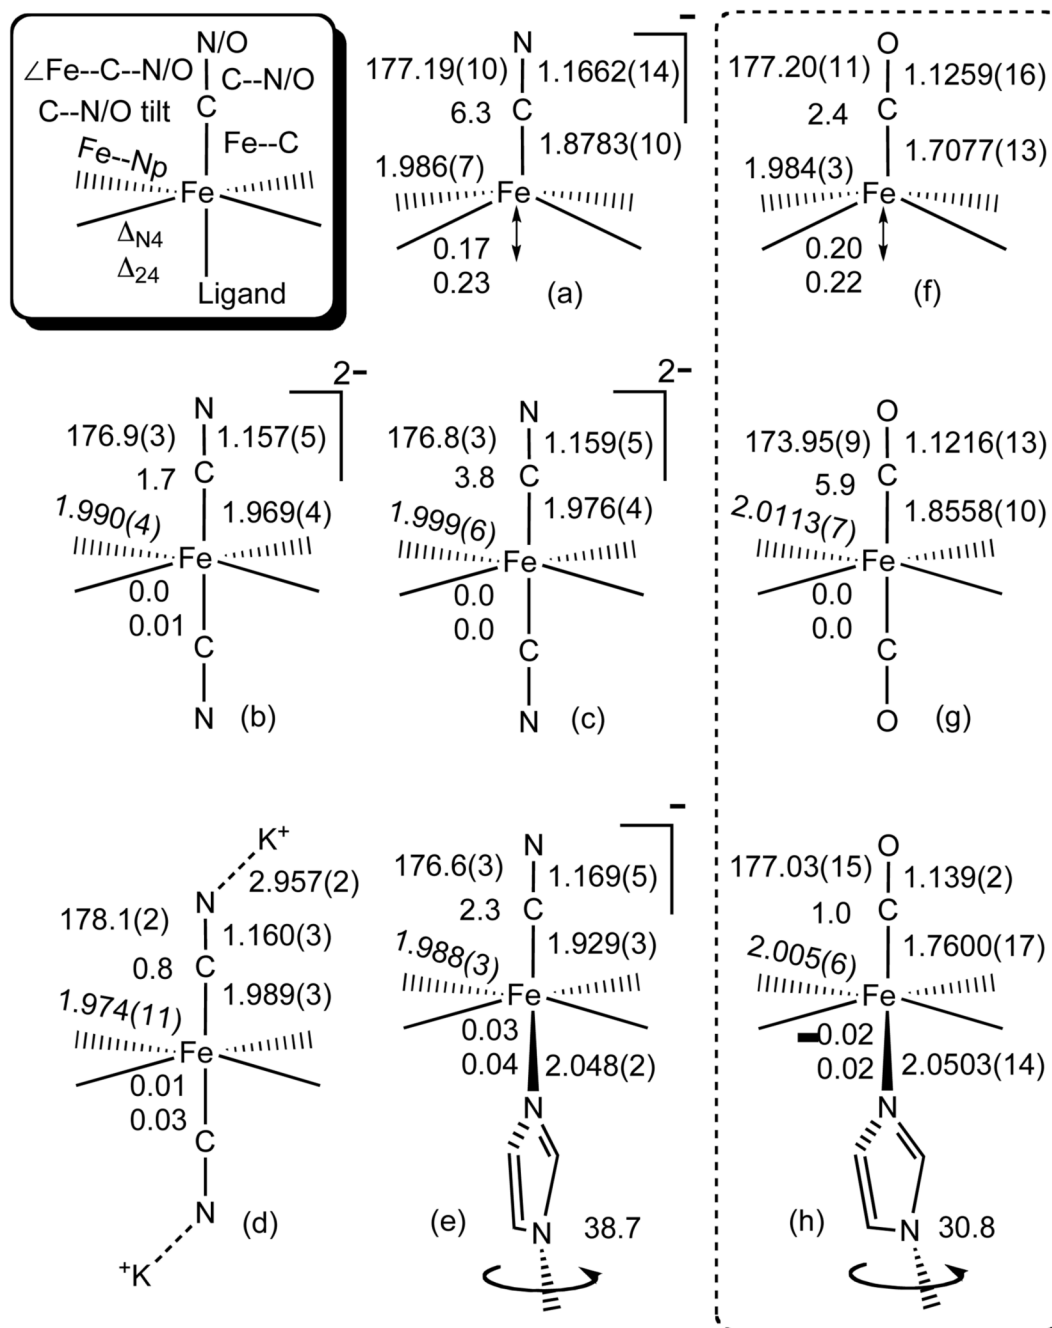 N/O
∠Fe--C--N/O
C--N/O
C--N/O tilt
C
Fe--Np
Fe--C
Fe
ΔN4
Δ24
Ligand
N
177.19(10)
1.1662(14)
6.3
C
1.8783(10)
1.986(7)
Fe
0.17
0.23
(a)
O
177.20(11)
1.1259(16)
2.4
C
1.7077(13)
1.984(3)
Fe
0.20
0.22
(f)
2-
N
176.9(3)
1.157(5)
1.7
C
1.990(4)
1.969(4)
Fe
0.0
0.01
C
N
(b)
2-
N
176.8(3)
1.159(5)
3.8
C
1.999(6)
1.976(4)
Fe
0.0
0.0
C
N
(c)
O
173.95(9)
1.1216(13)
5.9
C
2.0113(7)
1.8558(10)
Fe
0.0
0.0
C
O
(g)
K+
2.957(2)
N
178.1(2)
1.160(3)
0.8
C
1.974(11)
1.989(3)
Fe
0.01
0.03
C
N
(d)
+K
-
N
176.6(3)
1.169(5)
2.3
C
1.988(3)
1.929(3)
Fe
0.03
0.04
2.048(2)
N
(e)
N
38.7
O
177.03(15)
1.139(2)
1.0
C
2.005(6)
1.7600(17)
Fe
-0.02
0.02
2.0503(14)
N
(h)
N
30.8